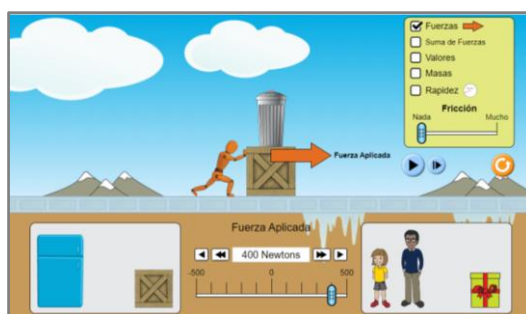 Fuerzas
Suma de Fuerzas
Valores
Masas
Rapidez
Fricción
Nada Mucho
Fuerza Aplicada
Fuerza Aplicada
400 Newtons
-500 0 500